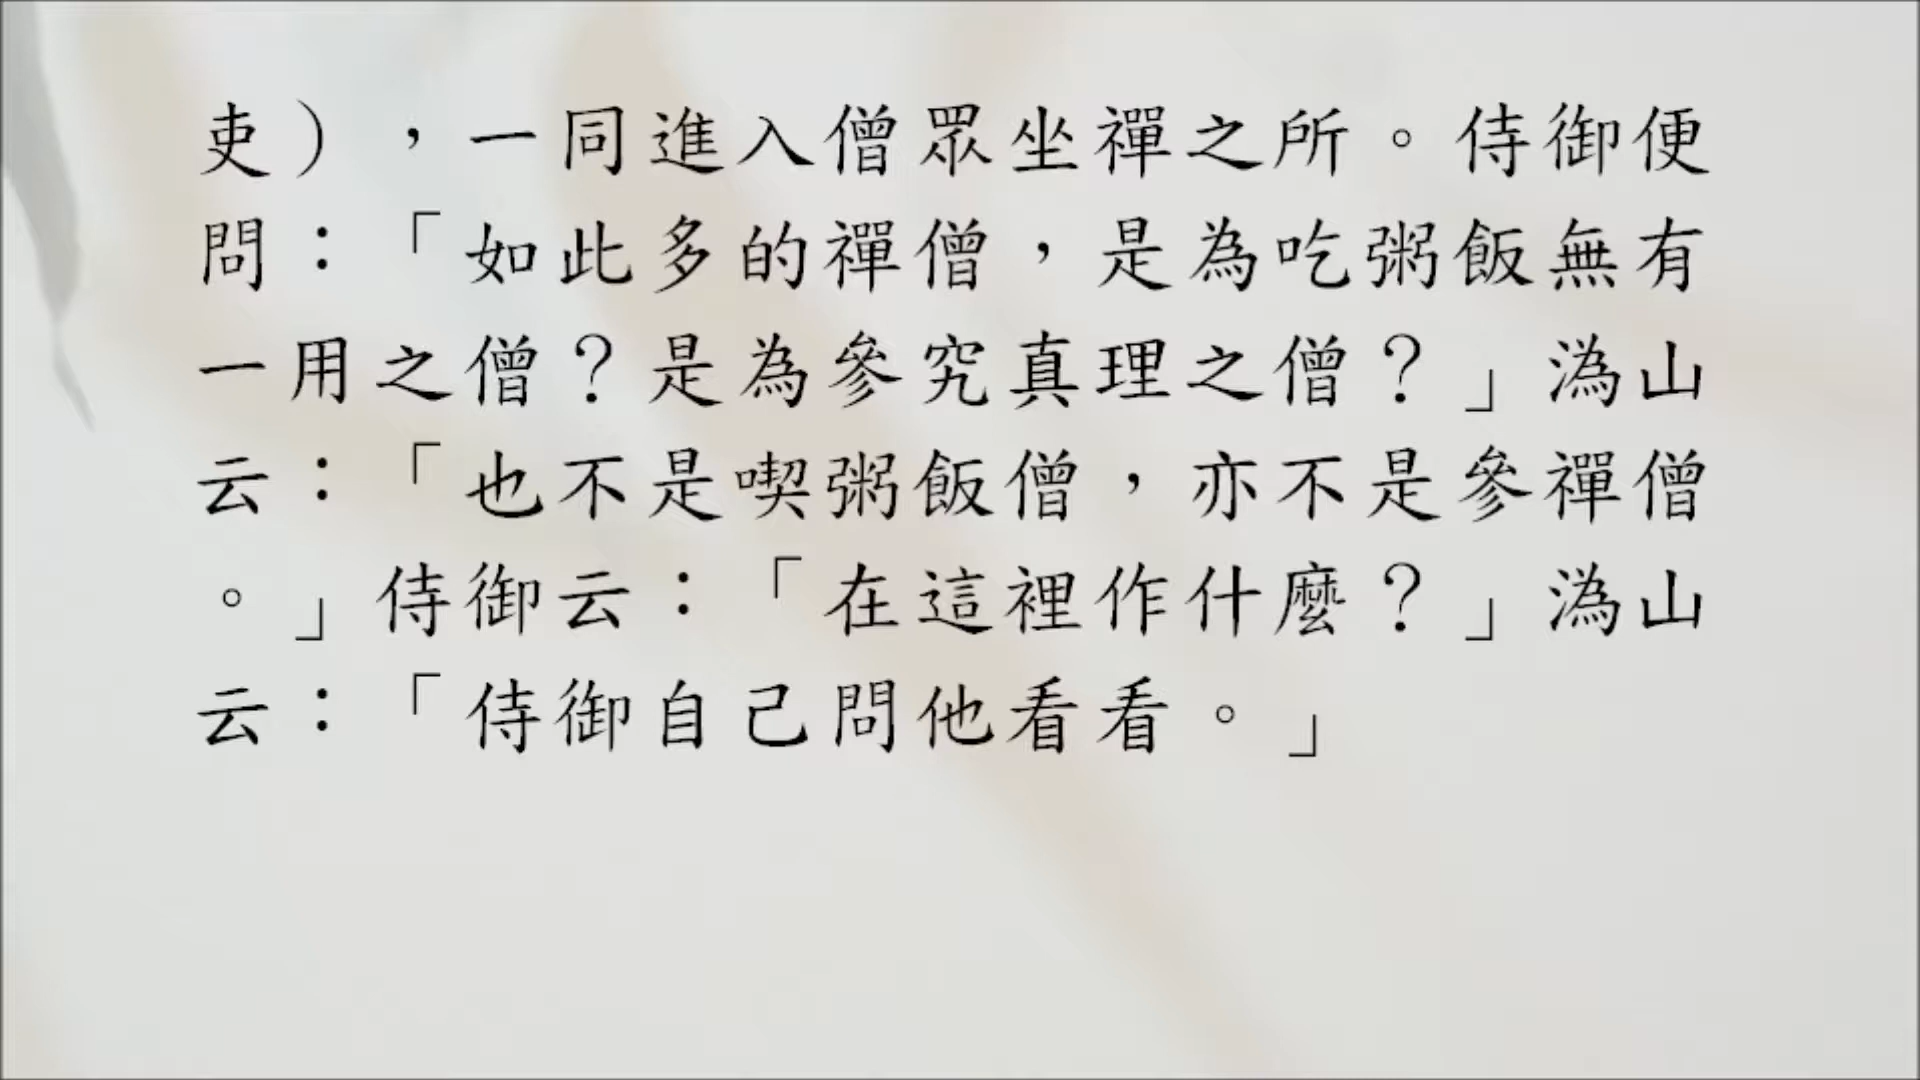 吏），一同進入僧眾坐禪之所。侍御便
問：「如此多的禪僧，是為吃粥飯無有
一用之僧？是為參究真理之僧？」溈山
云：「也不是喫粥飯僧，亦不是參禪僧
。」侍御云：「在這裡作什麼？」溈山
云：「侍御自己問他看看。」